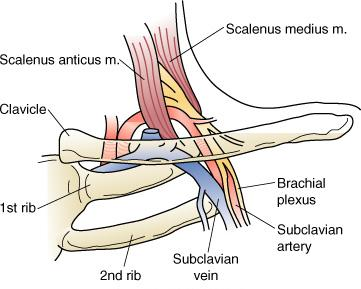 Scalenus medius m.
Scalenus anticus m.
Clavicle
1st rib
2nd rib
Subclavian
vein
Brachial
plexus
Subclavian
artery